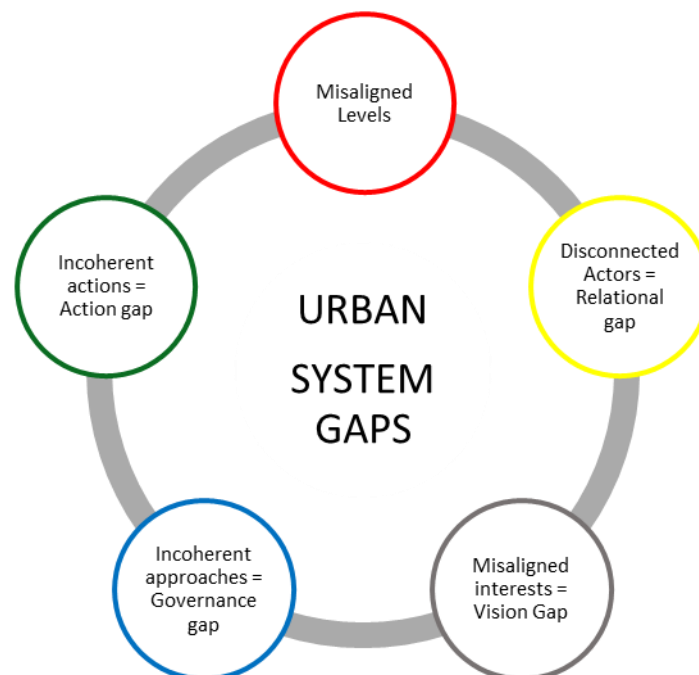 Misaligned
Levels
Disconnected
Actors =
Relational
gap
Misaligned
interests =
Vision Gap
Incoherent
approaches =
Governance
gap
Incoherent
actions =
Action gap
URBAN
SYSTEM
GAPS